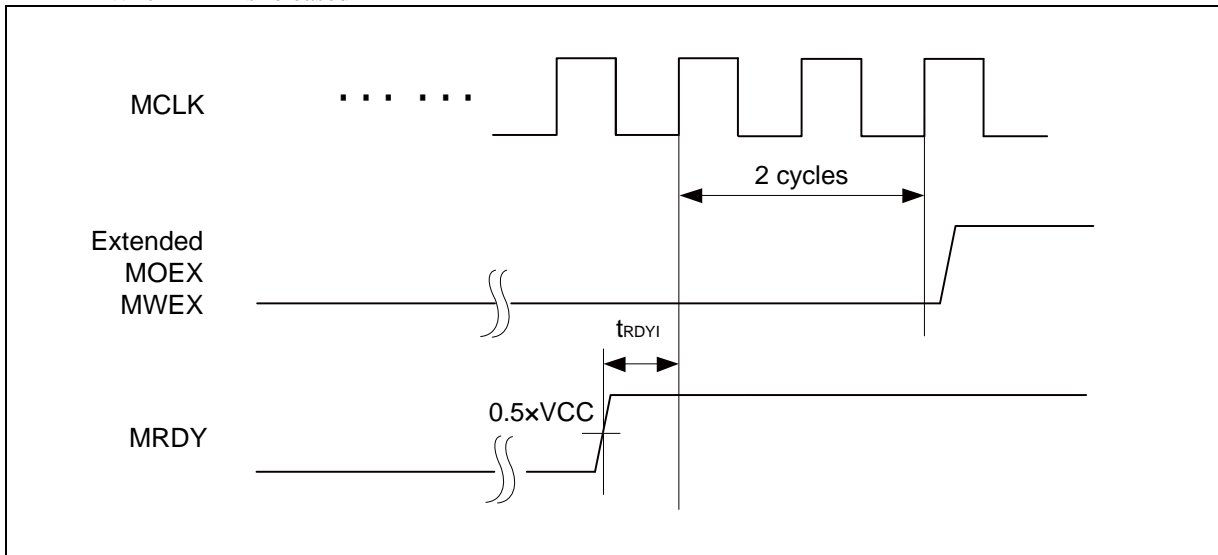 MCLK
... ...
2 cycles
Extended
MOEX
MWEX
tRDYI
0.5×VCC
MRDY